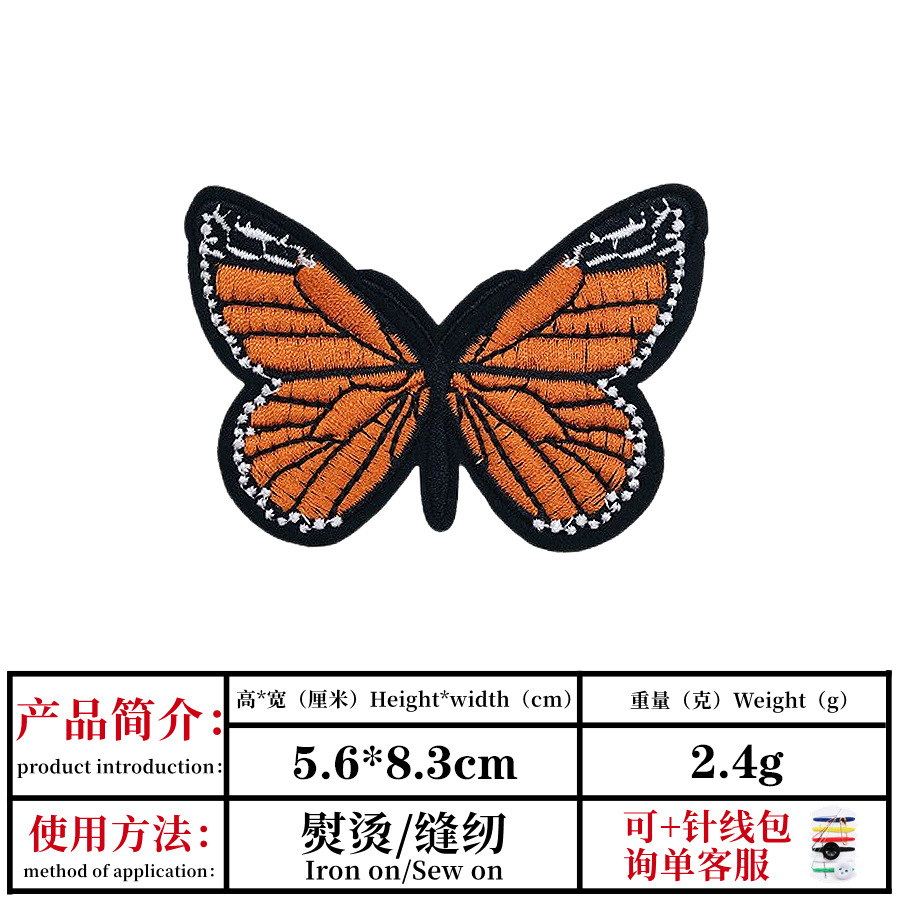 产品简介：
product introduction：
高*宽（厘米）Height*width（cm）
重量（克）Weight（g）
5.6*8.3cm
2.4g
使用方法：
method of application：
熨烫/缝纫
Iron on/Sew on
可+针线包
询单客服